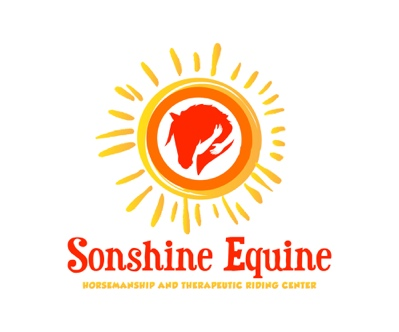 Sonshine Equine
HORSEMANSHIP AND THERAPEUTIC RIDING CENTER